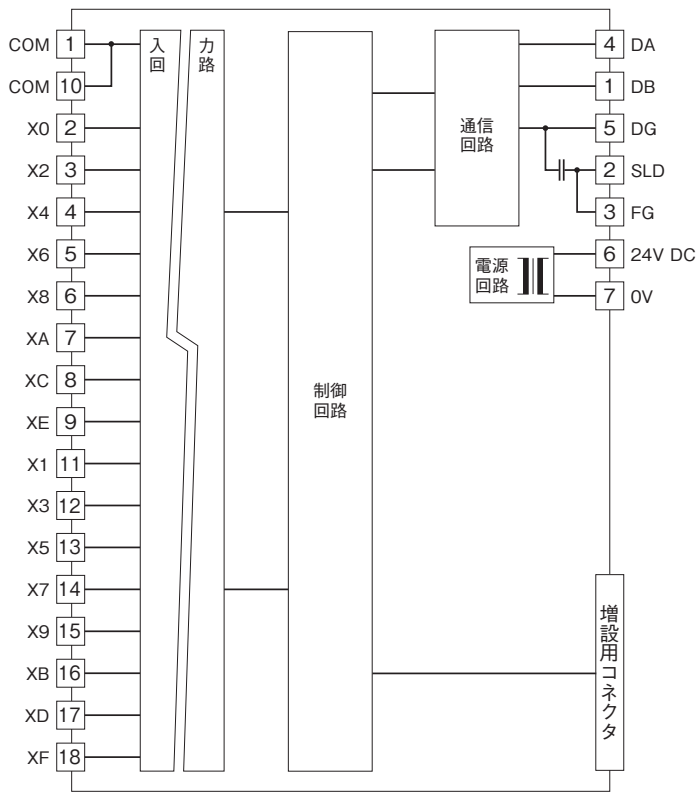 COM 1
COM 10
X0 2
X2 3
X4 4
X6 5
X8 6
XA 7
XC 8
XE 9
X1 11
X3 12
X5 13
X7 14
X9 15
XB 16
XD 17
XF 18
入力
回路
制御
回路
通信
回路
電源
回路
4 DA
1 DB
5 DG
2 SLD
3 FG
6 24V DC
7 0V
増設用コネクタ